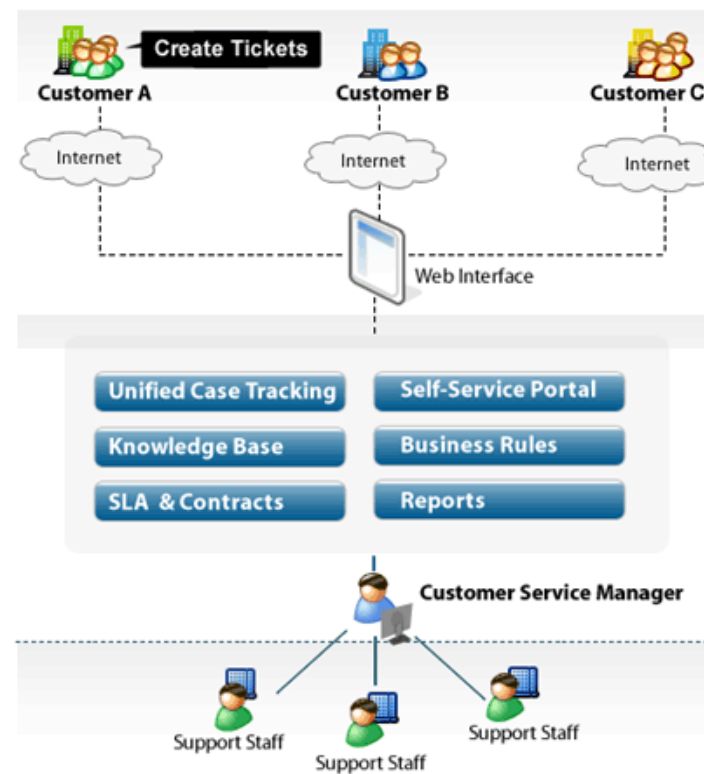 Create Tickets
Customer A
Customer B
Customer C
Internet
Internet
Internet
Web Interface
Unified Case Tracking
Self-Service Portal
Knowledge Base
Business Rules
SLA & Contracts
Reports
Customer Service Manager
Support Staff
Support Staff
Support Staff